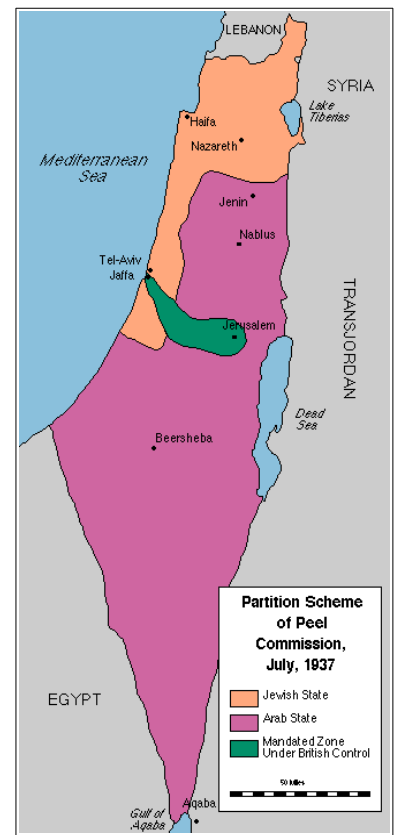 LEBANON
SYRIA
Lake
Tiberias
Haifa
Nazareth
Mediterranean
Sea
Jenin
Nablus
Tel-Aviv
Jaffa
Jerusalem
TRANSJORDAN
Dead
Sea
Beersheba
Partition Scheme
of Peel
Commission,
July, 1937
Jewish State
Arab State
Mandated Zone
Under British Control
50 Miles
EGYPT
Aqaba
Gulf of
Aqaba